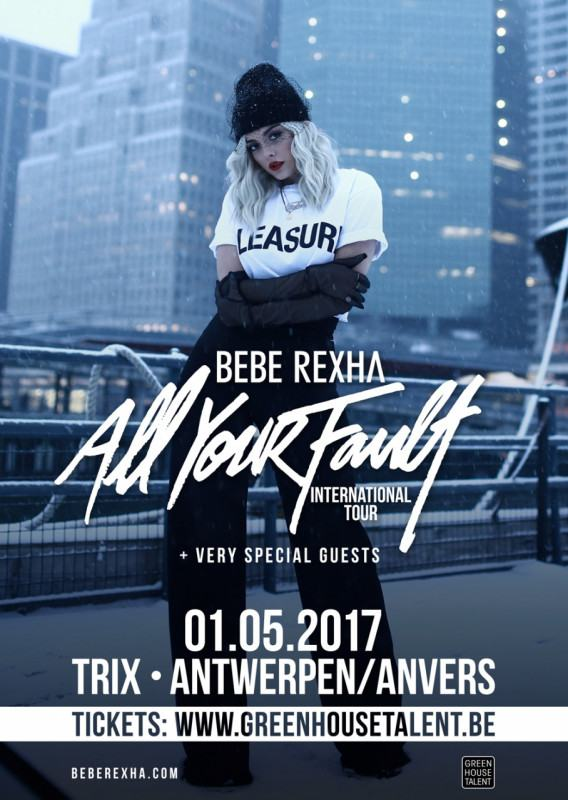 LEASUR
BEBE REXHA
All Your Fault
INTERNATIONAL
TOUR
+ VERY SPECIAL GUESTS
01.05.2017
TRIX • ANTWERPEN/ANVERS
TICKETS: WWW.GREENHOUSETALENT.BE
BEBEREXHA.COM
GREEN
HOUSE
TALENT